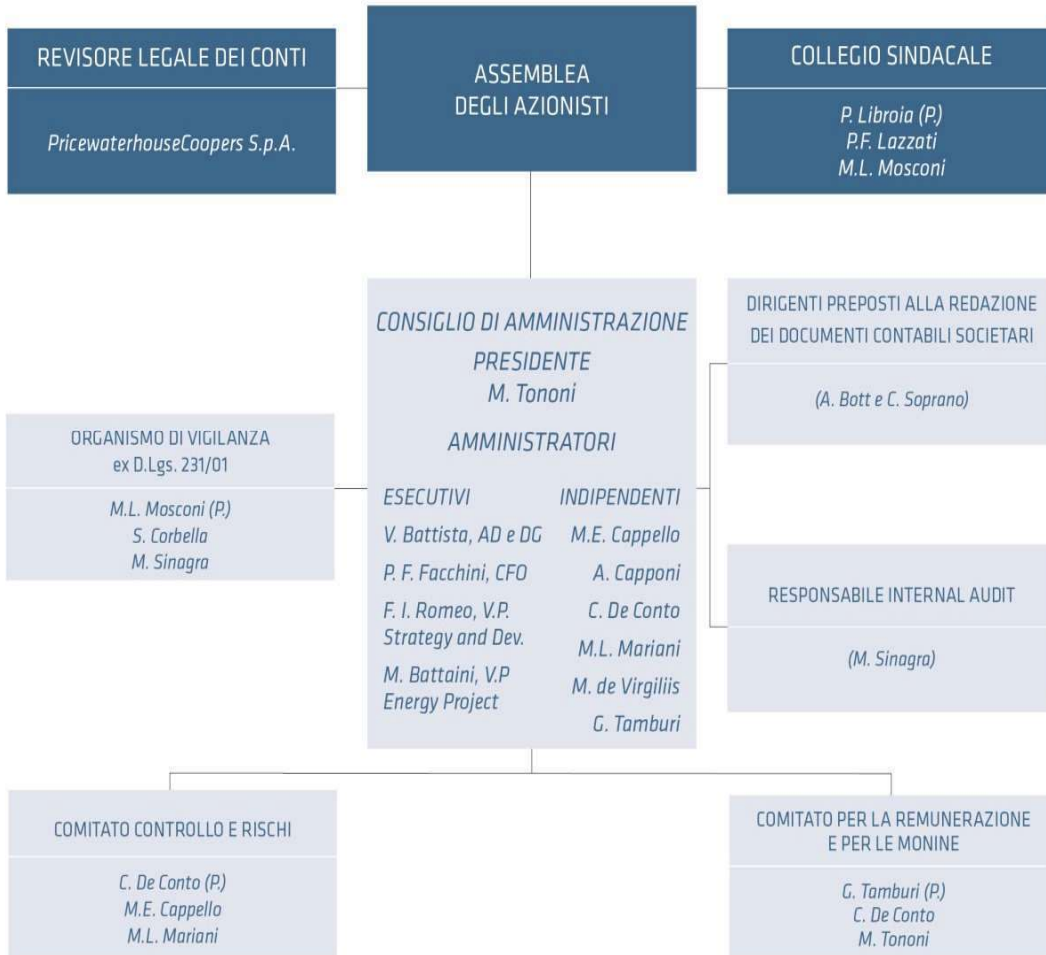 REVISORE LEGALE DEI CONTI
PricewaterhouseCoopers S.p.A.
ASSEMBLEA
DEGLI AZIONISTI
COLLEGIO SINDACALE
P. Libroia (P.)
P.F. Lazzati
M.L. Mosconi
CONSIGLIO DI AMMINISTRAZIONE
PRESIDENTE
M. Tononi
AMMINISTRATORI
ESECUTIVI
V. Battista, AD e DG
P. F. Facchini, CFO
F. I. Romeo, V.P.
Strategy and Dev.
M. Battaini, V.P
Energy Project
INDIPENDENTI
M.E. Cappello
A. Capponi
C. De Conto
M.L. Mariani
M. de Virgiliis
G. Tamburi
ORGANISMO DI VIGILANZA
ex D.Lgs. 231/01
M.L. Mosconi (P.)
S. Corbella
M. Sinagra
DIRIGENTI PREPOSTI ALLA REDAZIONE
DEI DOCUMENTI CONTABILI SOCIETARI
(A. Bott e C. Soprano)
RESPONSABILE INTERNAL AUDIT
(M. Sinagra)
COMITATO CONTROLLO E RISCHI
C. De Conto (P.)
M.E. Cappello
M.L. Mariani
COMITATO PER LA REMUNERAZIONE
E PER LE MONINE
G. Tamburi (P.)
C. De Conto
M. Tononi